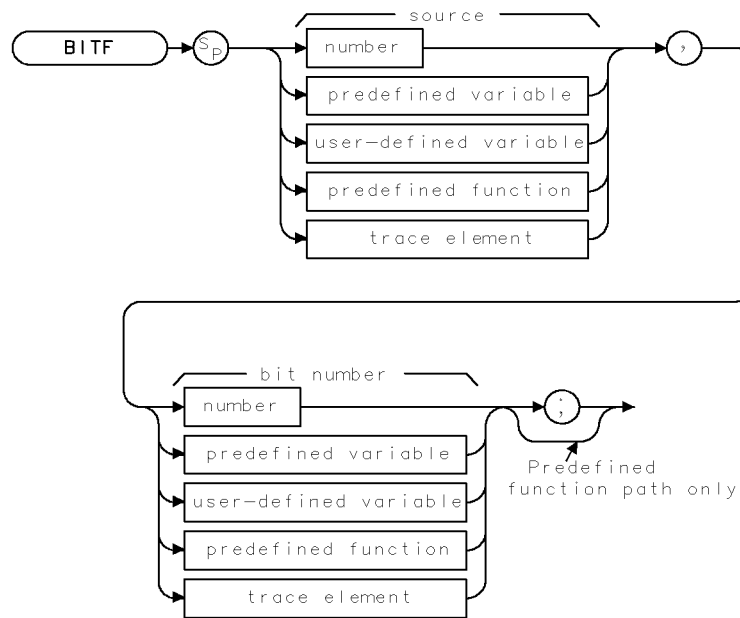 source
BITF
SP
number
,
predefined variable
user-defined variable
predefined function
trace element
bit number
number
;
predefined variable
Predefined
function path only
user-defined variable
predefined function
trace element